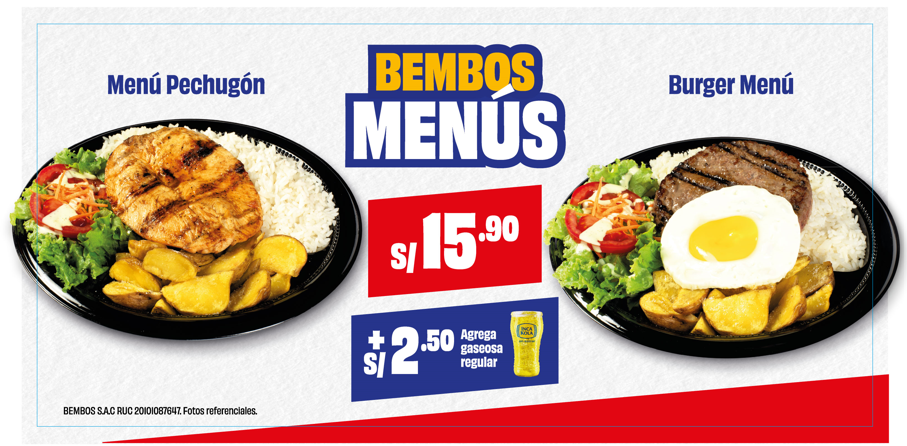 BEMBOS
MENÚS
Menú Pechugón
Burger Menú
S/15.90
+
S/2.50
Agrega
gaseosa
regular
INCA
KOLA
BEMBOS S.A.C RUC 20101087647. Fotos referenciales.